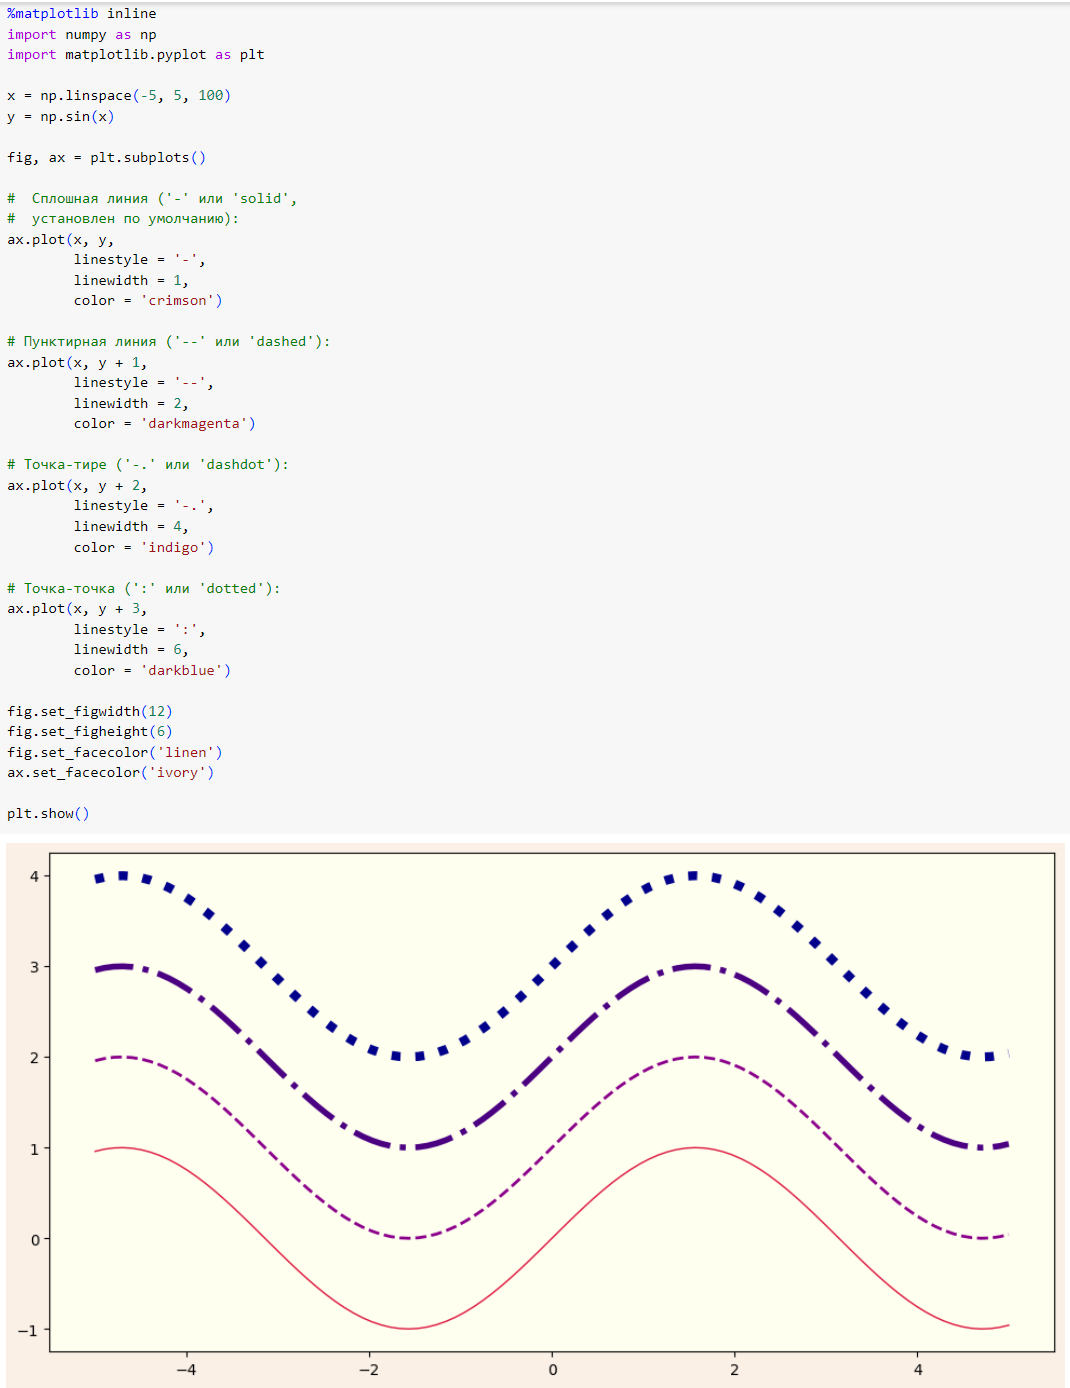 %matplotlib inline
import numpy as np
import matplotlib.pyplot as plt

x = np.linspace(-5, 5, 100)
y = np.sin(x)

fig, ax = plt.subplots()

#  Сплошная линия ('-' или 'solid',
#  установлен по умолчанию):
ax.plot(x, y,
        linestyle = '-',
        linewidth = 1,
        color = 'crimson')

# Пунктирная линия ('--' или 'dashed'):
ax.plot(x, y + 1,
        linestyle = '--',
        linewidth = 2,
        color = 'darkmagenta')

# Точка-тире ('-.' или 'dashdot'):
ax.plot(x, y + 2,
        linestyle = '-.',
        linewidth = 4,
        color = 'indigo')

# Точка-точка (':' или 'dotted'):
ax.plot(x, y + 3,
        linestyle = ':',
        linewidth = 6,
        color = 'darkblue')

fig.set_figwidth(12)
fig.set_figheight(6)
fig.set_facecolor('linen')
ax.set_facecolor('ivory')

plt.show()
4
3
2
1
0
−1
−4 −2 0 2 4